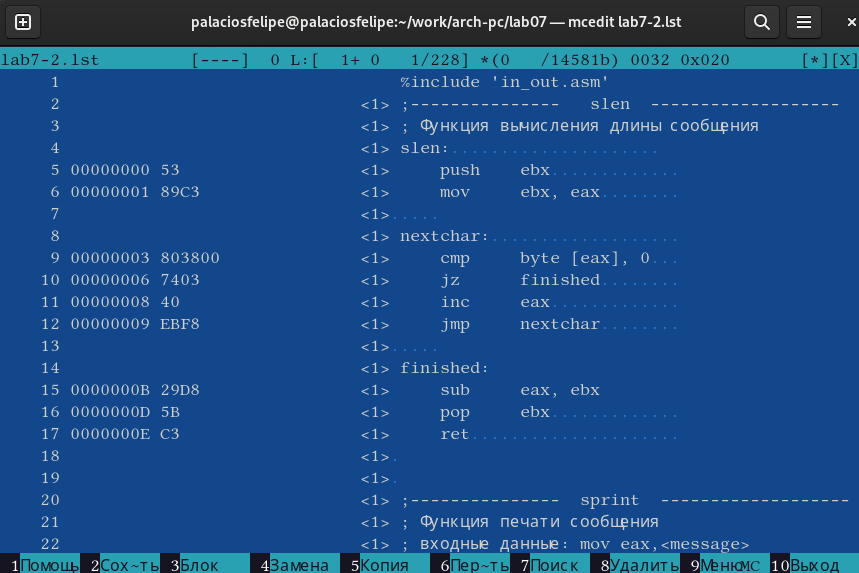 palaciosfelipe@palaciosfelipe:~/work/arch-pc/lab07 — mcedit lab7-2.lst
lab7-2.lst [----] 0 L:[ 1+ 0 1/228] *(0 /14581b) 0032 0x020 [*][X]
1 %include 'in_out.asm'
2 <1> ;--------------- slen -------------------
3 <1> ; Функция вычисления длины сообщения
4 <1> slen:.....................
5 00000000 53 <1> push ebx.............
6 00000001 89C3 <1> mov ebx, eax........
7 <1>.....
8 <1> nextchar:...................
9 00000003 803800 <1> cmp byte [eax], 0...
10 00000006 7403 <1> jz finished........
11 00000008 40 <1> inc eax.............
12 00000009 EBF8 <1> jmp nextchar........
13 <1>.....
14 <1> finished:
15 0000000B 29D8 <1> sub eax, ebx
16 0000000D 5B <1> pop ebx.............
17 0000000E C3 <1> ret.....................
18 <1>.
19 <1>.
20 <1> ;--------------- sprint -------------------
21 <1> ; Функция печати сообщения
22 <1> ; входные данные: mov eax,<message>
1Помощь 2Сох~ть 3Блок 4Замена 5Копия 6Пер~ть 7Поиск 8Удалить 9МенюMC 10Выход